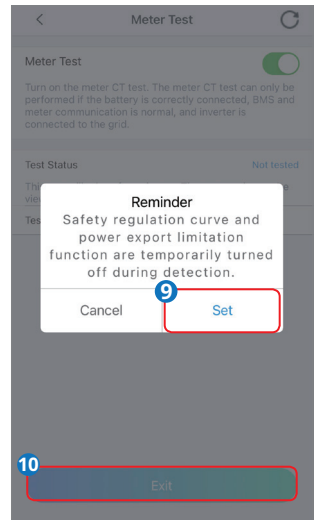 Meter Test
Meter Test
Turn on the meter CT test. The meter CT test can only be
performed if the battery is correctly connected, BMS and
meter communication is normal, and inverter is
connected to the grid.
Test Status
Not tested
Reminder
Safety regulation curve and
power export limitation
function are temporarily turned
off during detection.
9
Cancel
Set
10
Exit